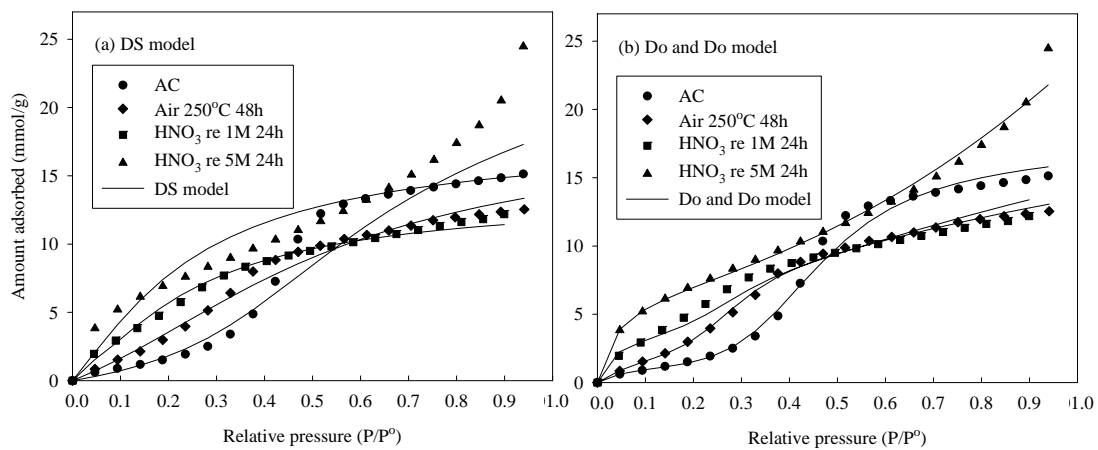 (a) DS model
AC
Air 250°C 48h
HNO3 re 1M 24h
HNO3 re 5M 24h
DS model
Amount adsorbed (mmol/g)
25
20
15
10
5
0
0.0 0.1 0.2 0.3 0.4 0.5 0.6 0.7 0.8 0.9
Relative pressure (P/Po)
(b) Do and Do model
AC
Air 250°C 48h
HNO3 re 1M 24h
HNO3 re 5M 24h
Do and Do model
25
20
15
10
5
0
0.0 0.1 0.2 0.3 0.4 0.5 0.6 0.7 0.8 0.9 1.0
Relative pressure (P/Po)